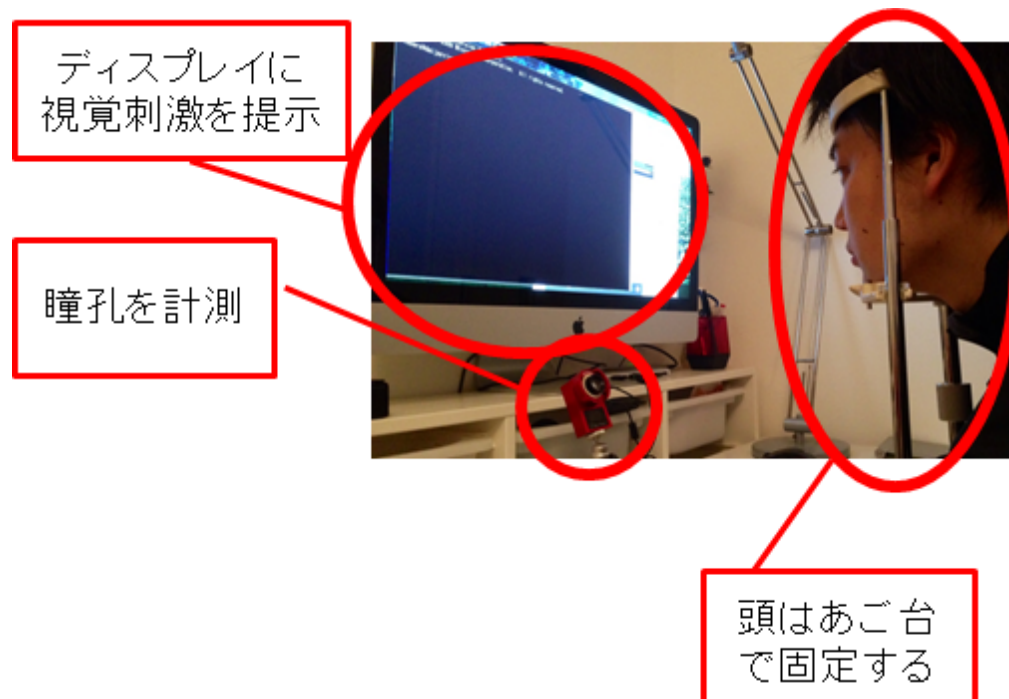 ディスプレイに
視覚刺激を提示
瞳孔を計測
頭はあご台
で固定する